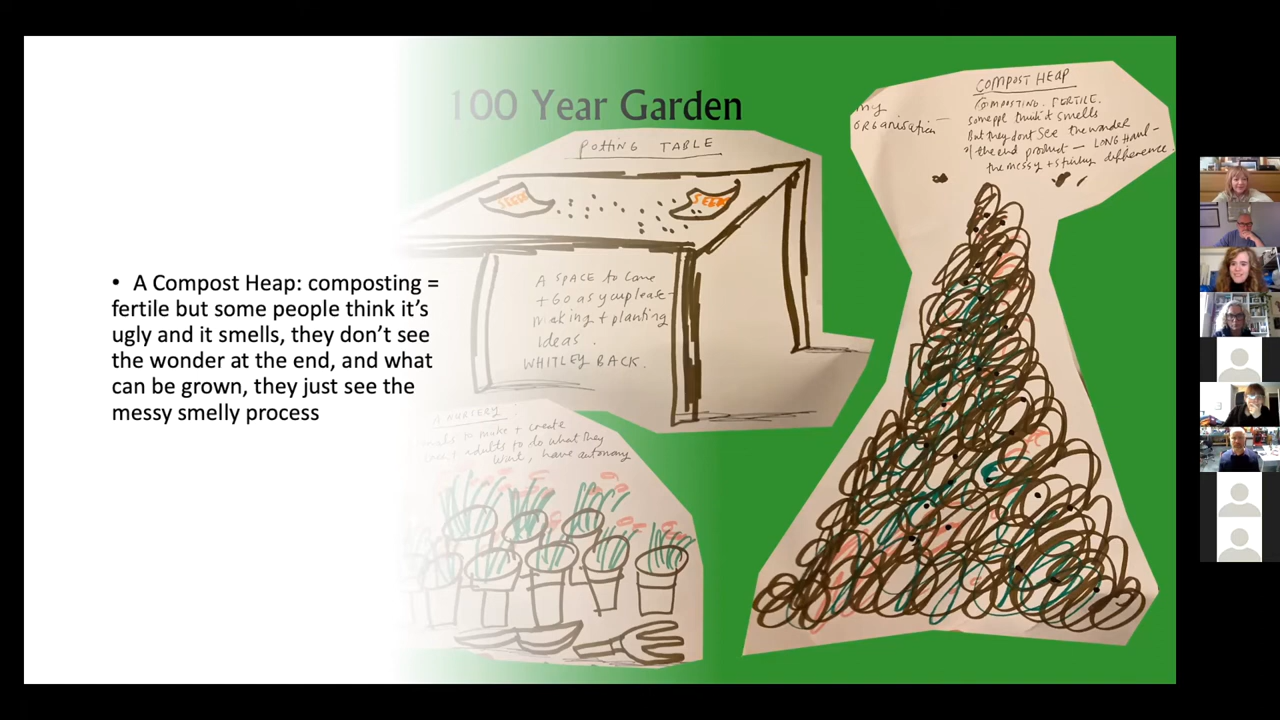 100 Year Garden
• A Compost Heap: composting =
fertile but some people think it's
ugly and it smells, they don't see
the wonder at the end, and what
can be grown, they just see the
messy smelly process
POTTING TABLE
SEEDS
SEEDS
A SPACE to come
+ GO as you please -
making + planting
ideas.
WHITLEY BACK.
A NURSERY
to make + create
adults to do what they
want, have autonomy
my
organisation -
COMPOST HEAP
COMPOSTING. FERTILE.
some ppl think it smells
But they dont see the wonder
of the end product - LONG HAUL -
the messy + stinky difference.